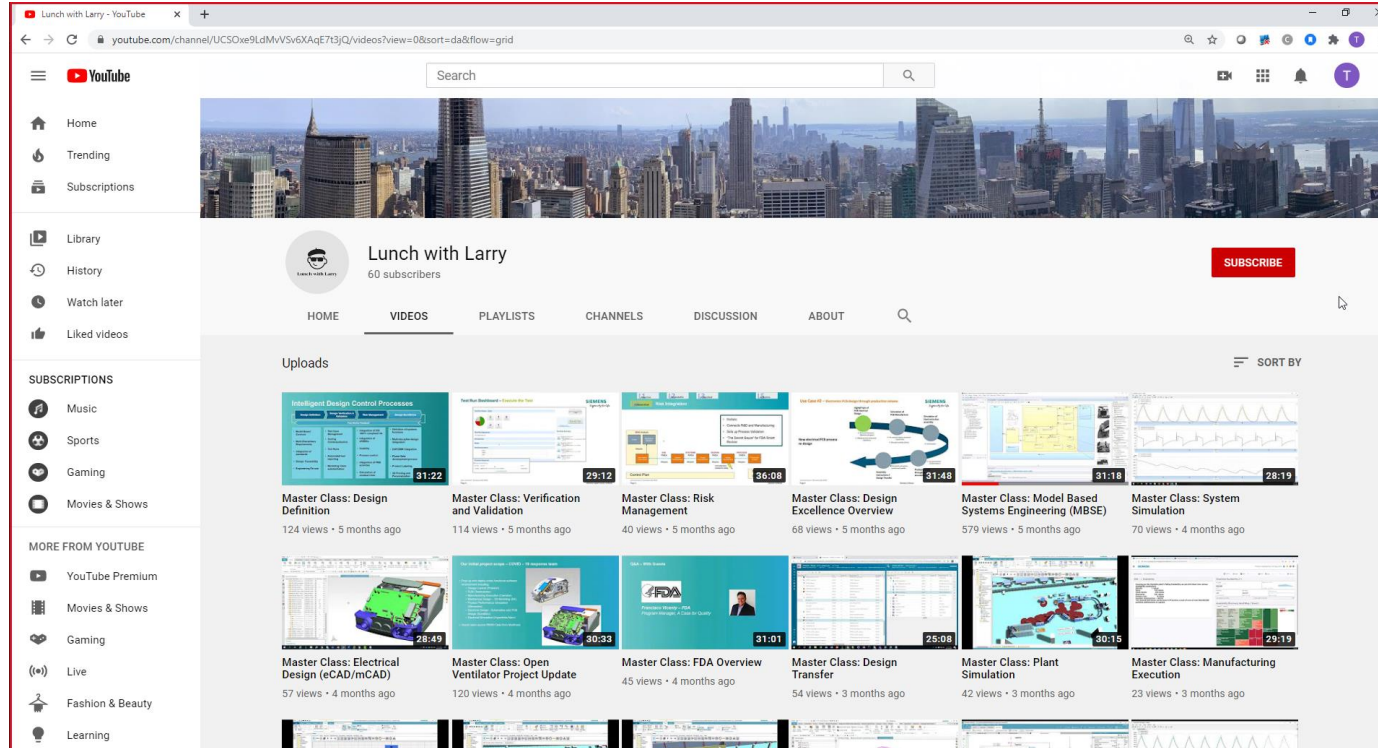 Lunch with Larry - YouTube
youtube.com/channel/UCSOxe9LdMvVSv6XAqE7t3jQ/videos?view=0&sort=da&flow=grid
YouTube
Search
T
Home
Trending
Subscriptions
Library
History
Watch later
Liked videos
SUBSCRIPTIONS
Music
Sports
Gaming
Movies & Shows
MORE FROM YOUTUBE
YouTube Premium
Movies & Shows
Gaming
Live
Fashion & Beauty
Learning
Lunch with Larry
Lunch with Larry
60 subscribers
SUBSCRIBE
HOME VIDEOS PLAYLISTS CHANNELS DISCUSSION ABOUT
Uploads
SORT BY
Intelligent Design Control Processes
31:22
Master Class: Design
Definition
124 views • 5 months ago
SIEMENS
29:12
Master Class: Verification
and Validation
114 views • 5 months ago
36:08
Master Class: Risk
Management
40 views • 5 months ago
SIEMENS
31:48
Master Class: Design
Excellence Overview
68 views • 5 months ago
31:18
Master Class: Model Based
Systems Engineering (MBSE)
579 views • 5 months ago
28:19
Master Class: System
Simulation
70 views • 4 months ago
28:49
Master Class: Electrical
Design (eCAD/mCAD)
57 views • 4 months ago
30:33
Master Class: Open
Ventilator Project Update
120 views • 4 months ago
FDA
31:01
Master Class: FDA Overview
45 views • 4 months ago
25:08
Master Class: Design
Transfer
54 views • 3 months ago
30:15
Master Class: Plant
Simulation
42 views • 3 months ago
29:19
Master Class: Manufacturing
Execution
23 views • 3 months ago